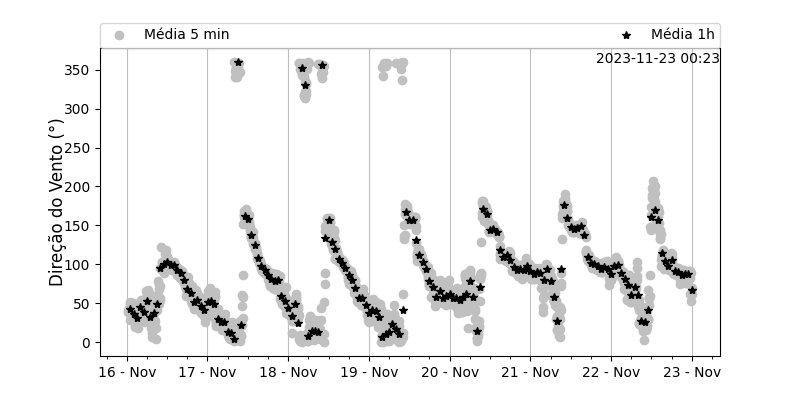 Média 5 min
Média 1h
2023-11-23 00:23
Direção do Vento (°)
350
300
250
200
150
100
50
0
16 - Nov
17 - Nov
18 - Nov
19 - Nov
20 - Nov
21 - Nov
22 - Nov
23 - Nov